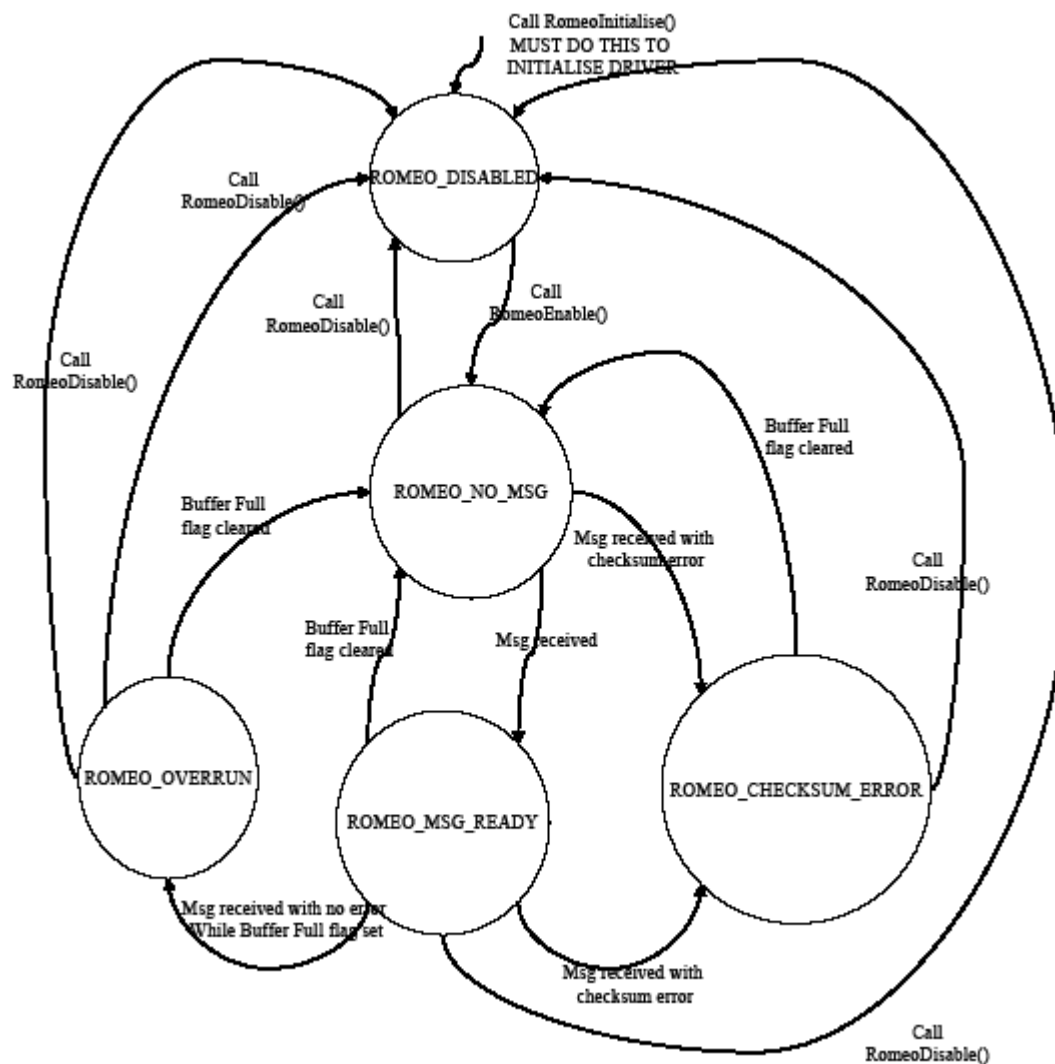 Call RomeoInitialise()
MUST DO THIS TO
INITIALISE DRIVER
ROMEO_DISABLED
Call
RomeoDisable()
Call
RomeoDisable()
Call
RomeoEnable()
Call
RomeoDisable()
Buffer Full
flag cleared
ROMEO_NO_MSG
Buffer Full
flag cleared
Msg received with
checksum error
Call
RomeoDisable()
Buffer Full
flag cleared
Msg received
ROMEO_OVERRUN
ROMEO_MSG_READY
ROMEO_CHECKSUM_ERROR
Msg received with no error
While Buffer Full flag set
Msg received with
checksum error
Call
RomeoDisable()